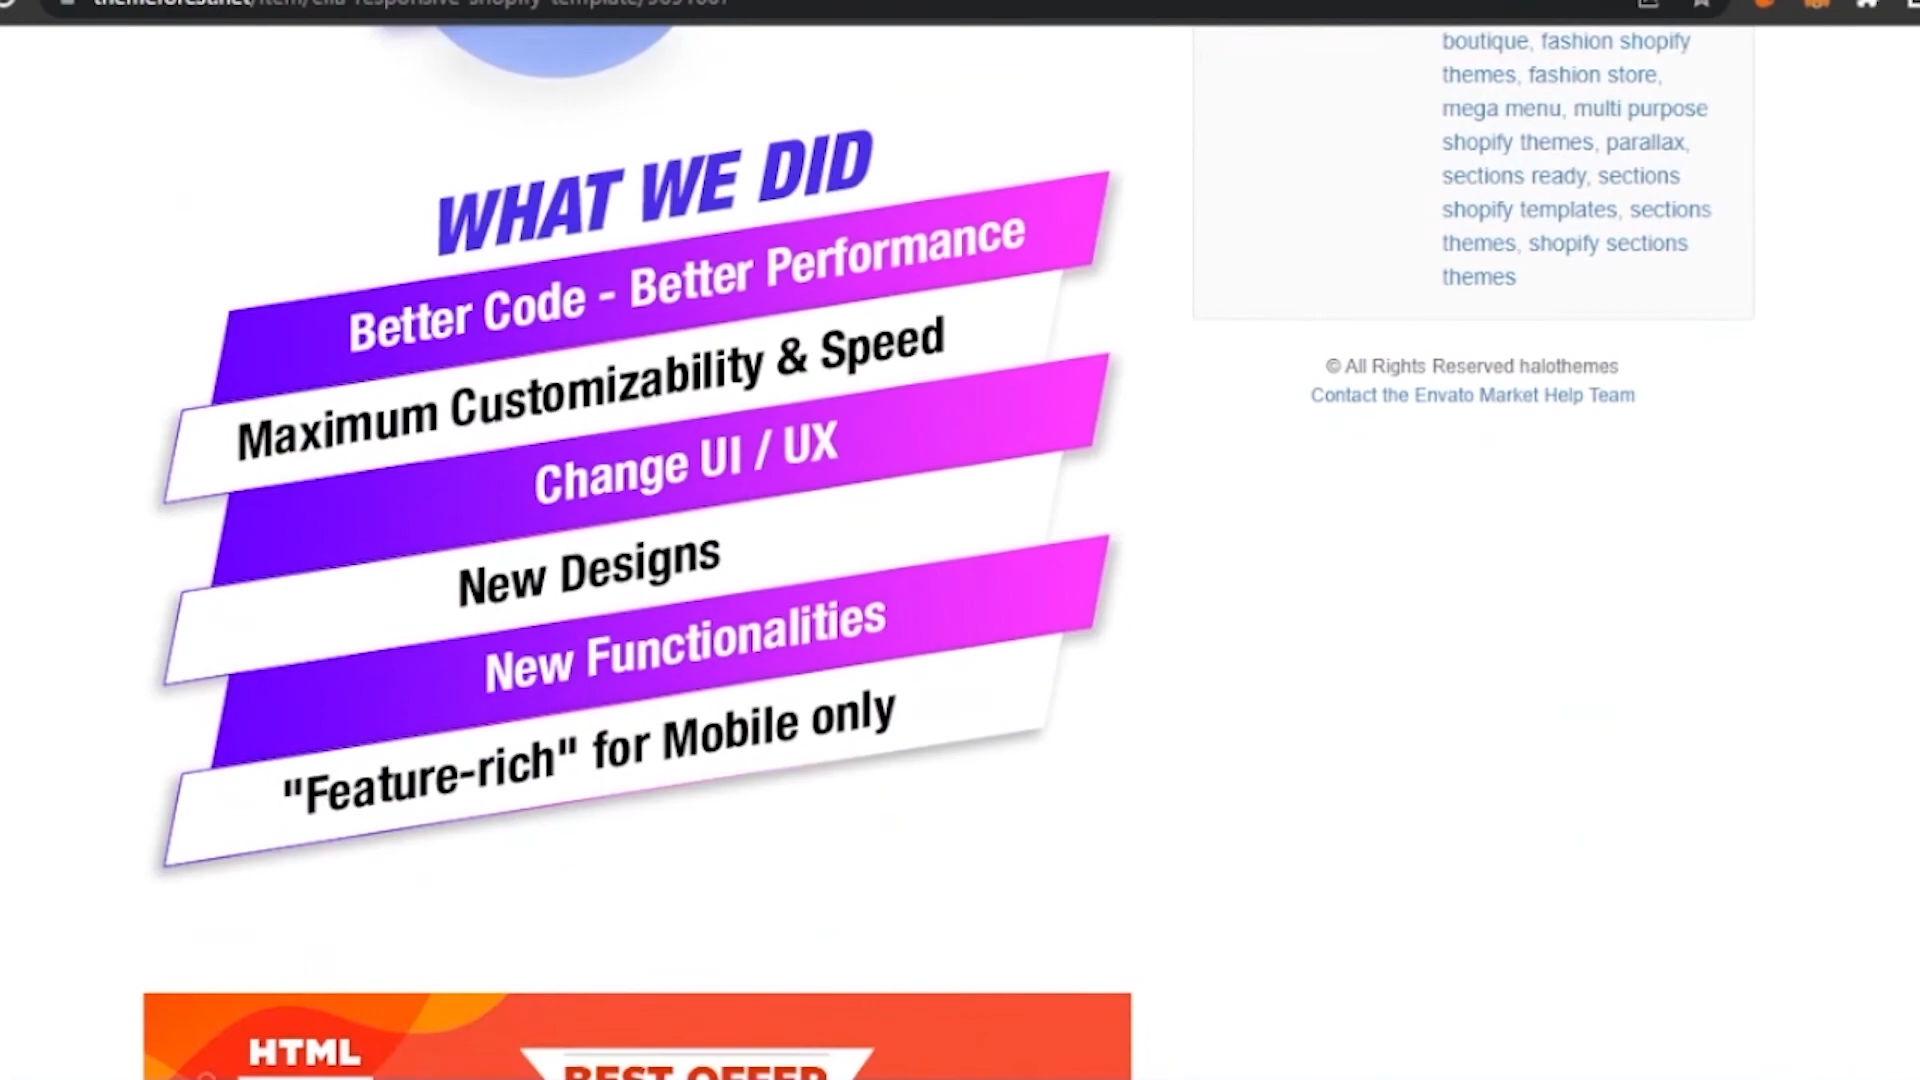 WHAT WE DID
Better Code - Better Performance
Maximum Customizability & Speed
Change UI / UX
New Designs
New Functionalities
"Feature-rich" for Mobile only
HTML
BEST OFFER
boutique, fashion shopify
themes, fashion store,
mega menu, multi purpose
shopify themes, parallax,
sections ready, sections
shopify templates, sections
themes, shopify sections
themes
© All Rights Reserved halothemes
Contact the Envato Market Help Team